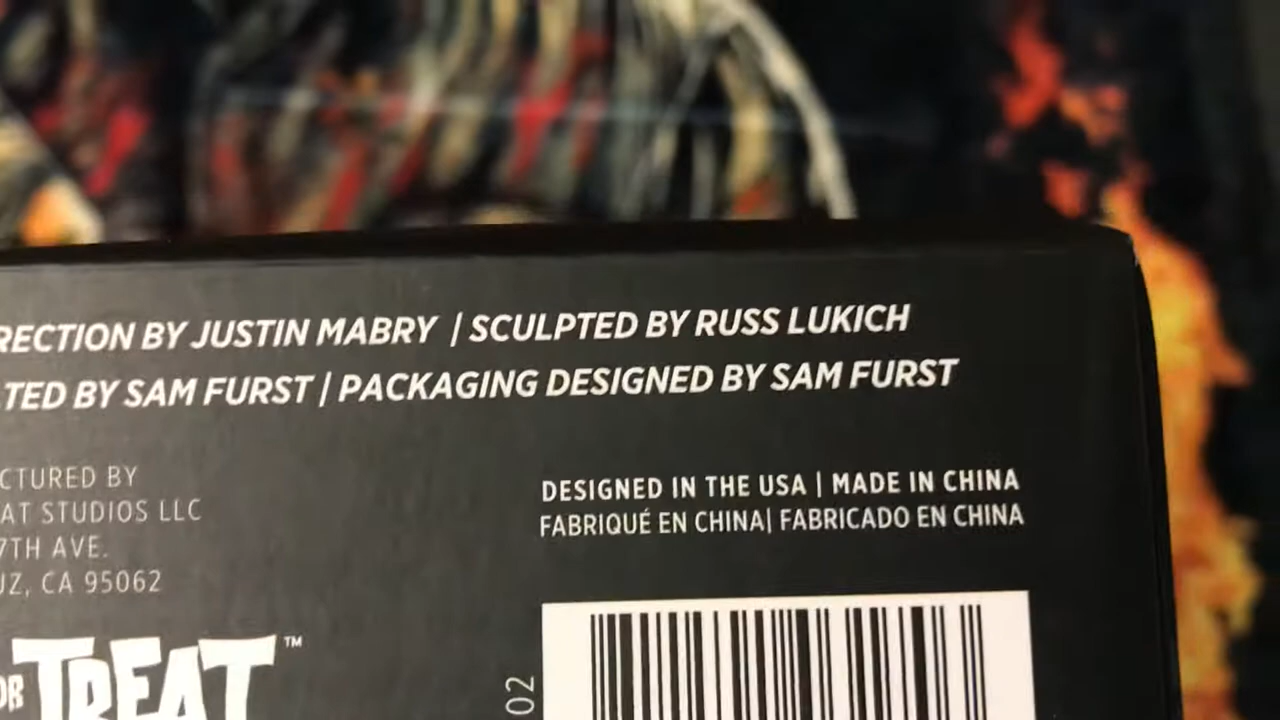 RECTION BY JUSTIN MABRY / SCULPTED BY RUSS LUKICH
TED BY SAM FURST / PACKAGING DESIGNED BY SAM FURST
CTURED BY
AT STUDIOS LLC
7TH AVE.
UZ, CA 95062
DESIGNED IN THE USA | MADE IN CHINA
FABRIQUÉ EN CHINA| FABRICADO EN CHINA
OR TREAT™
02